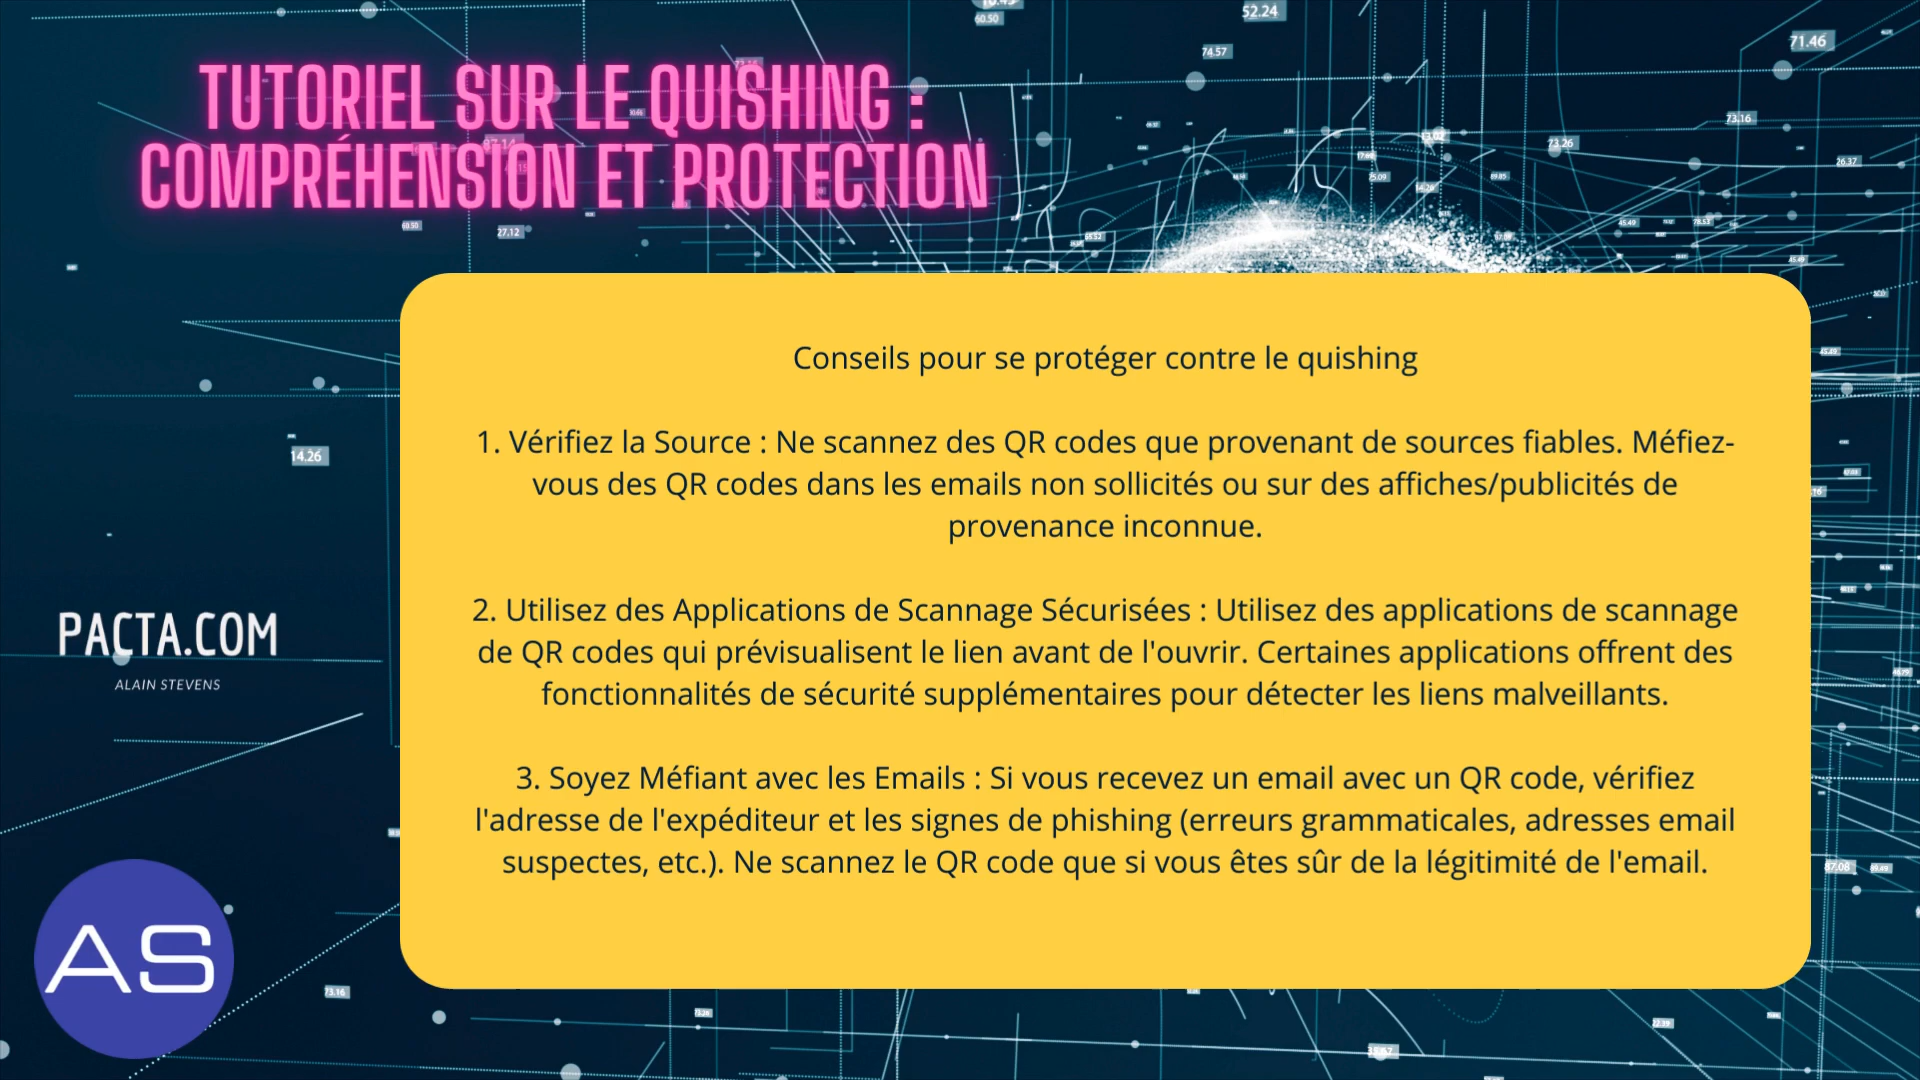 TUTORIEL SUR LE QUISHING :
COMPRÉHENSION ET PROTECTION
Conseils pour se protéger contre le quishing
1. Vérifiez la Source : Ne scannez des QR codes que provenant de sources fiables. Méfiez-
vous des QR codes dans les emails non sollicités ou sur des affiches/publicités de
provenance inconnue.
2. Utilisez des Applications de Scannage Sécurisées : Utilisez des applications de scannage
de QR codes qui prévisualisent le lien avant de l'ouvrir. Certaines applications offrent des
fonctionnalités de sécurité supplémentaires pour détecter les liens malveillants.
3. Soyez Méfiant avec les Emails : Si vous recevez un email avec un QR code, vérifiez
l'adresse de l'expéditeur et les signes de phishing (erreurs grammaticales, adresses email
suspectes, etc.). Ne scannez le QR code que si vous êtes sûr de la légitimité de l'email.
PACTA.COM
ALAIN STEVENS
AS
52.24
60.50
74.57
71.46
73.16
73.26
26.37
27.12
14.26
73.16
87.08